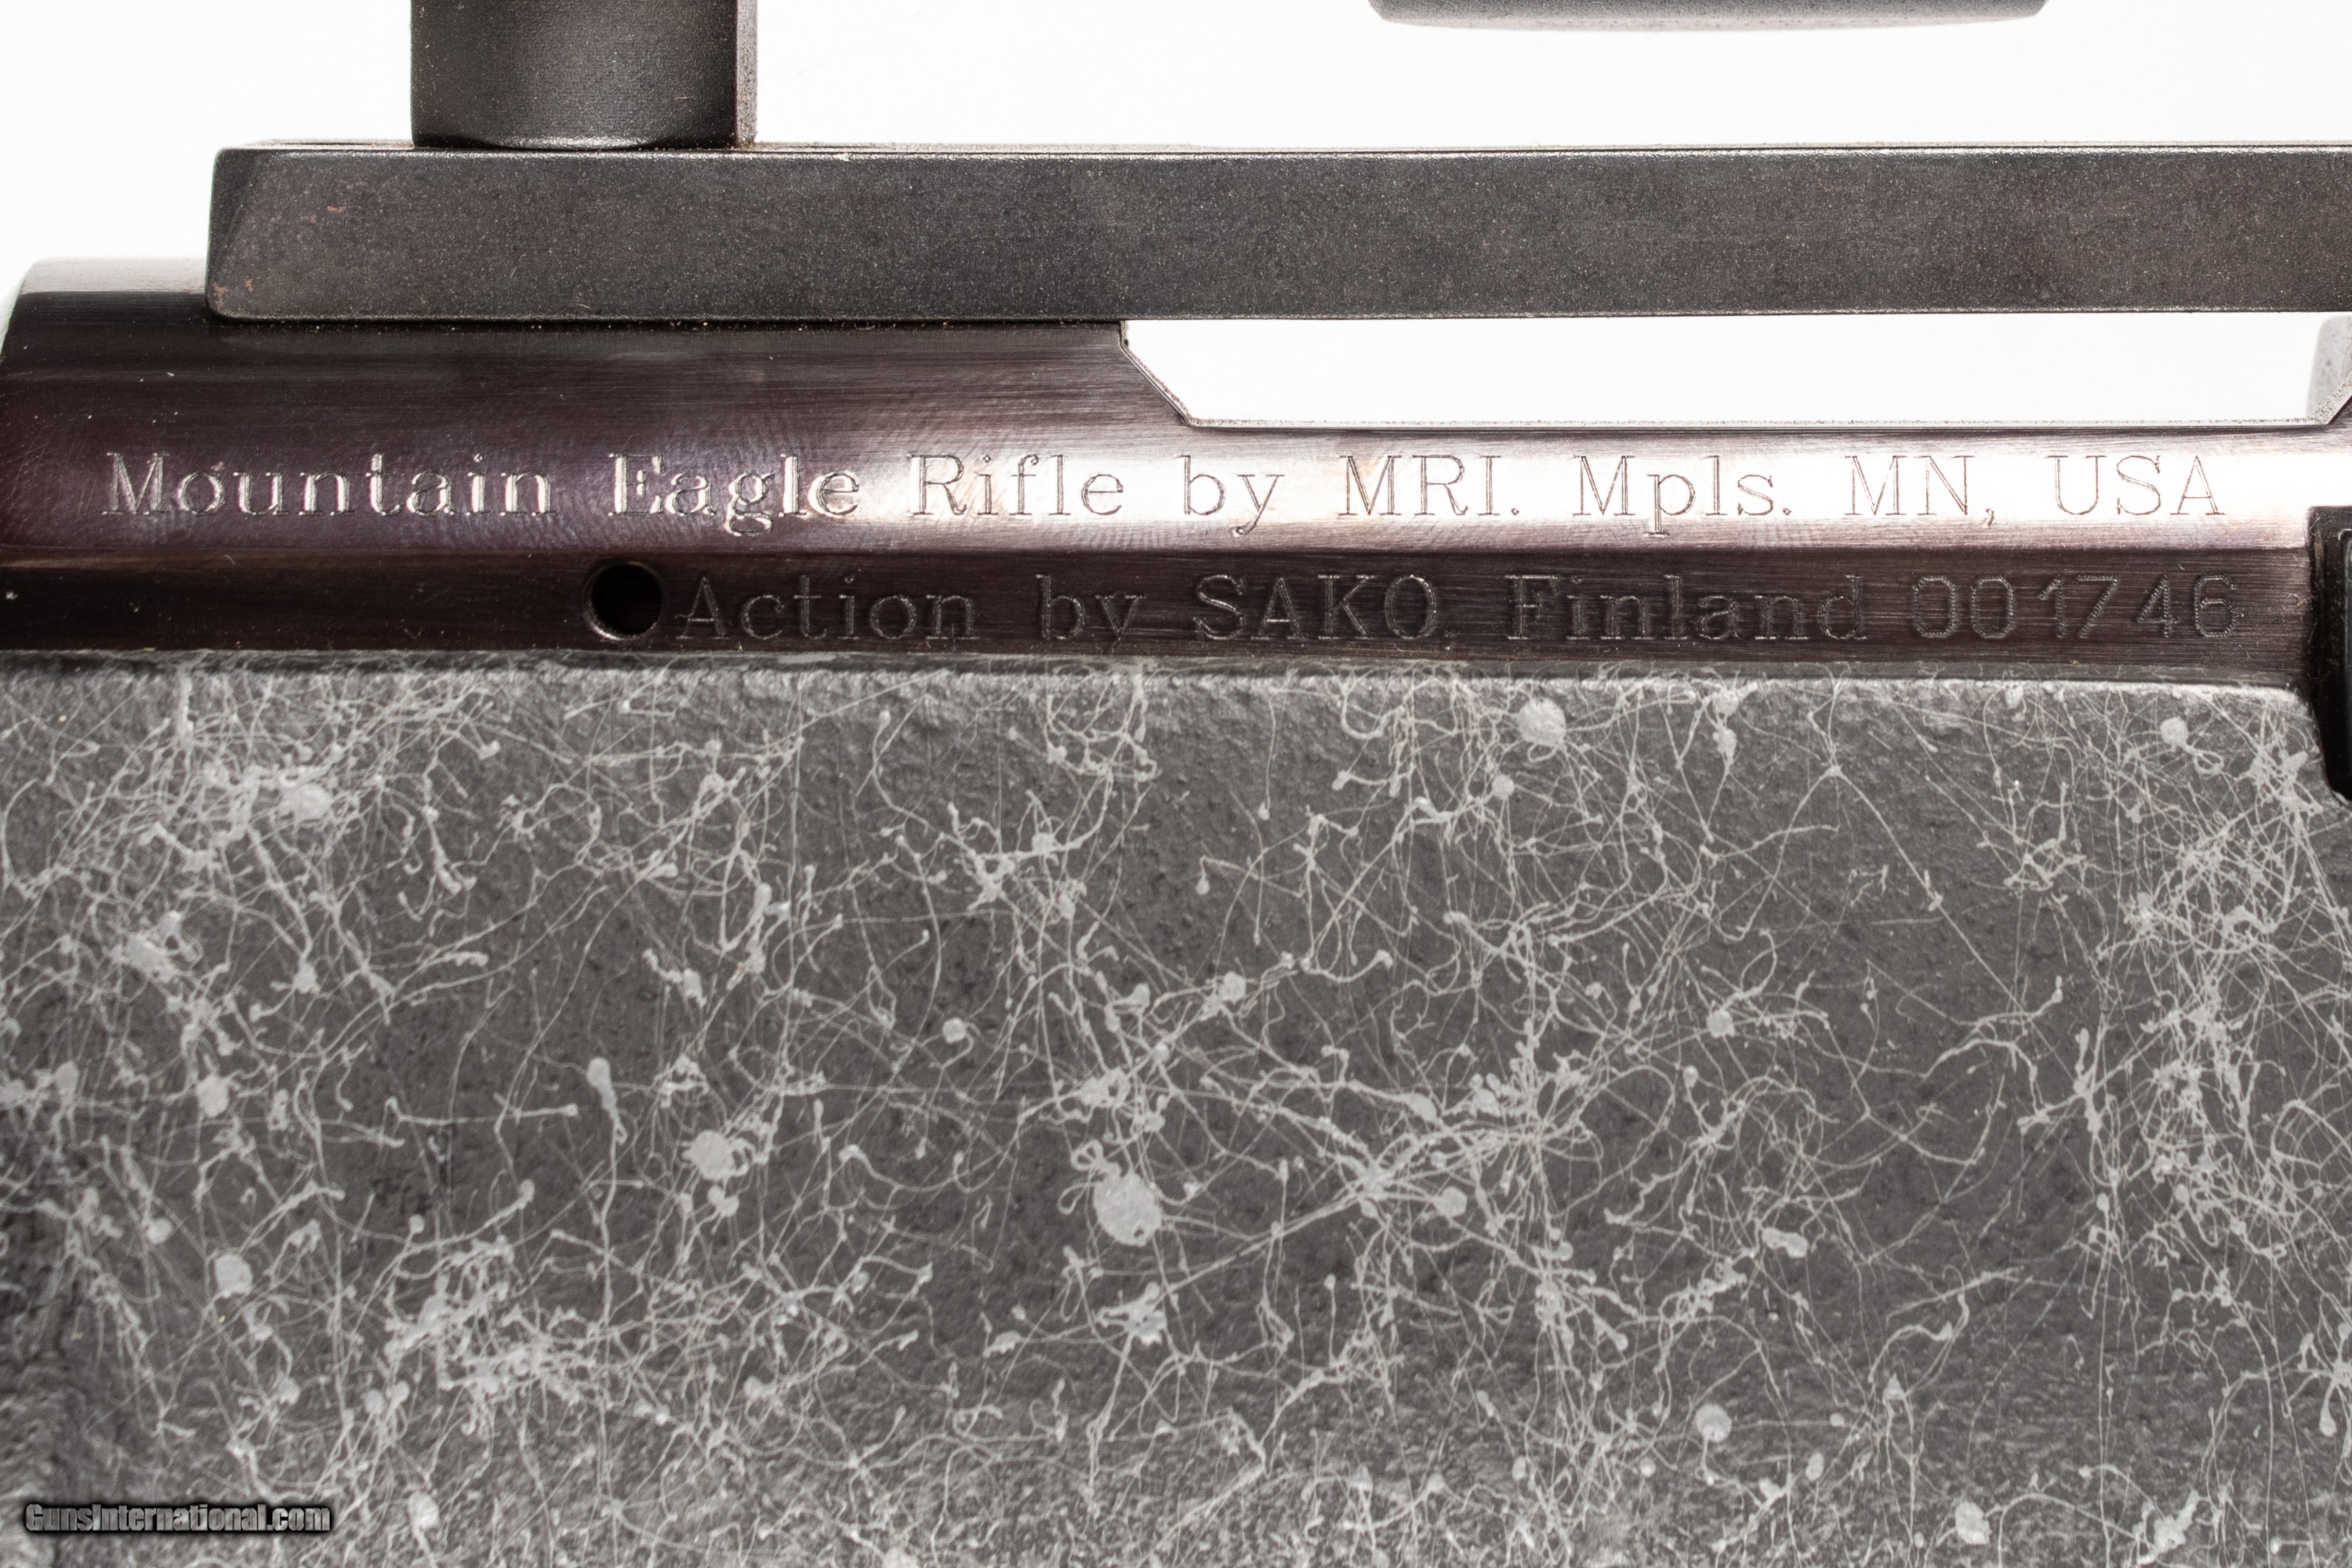 Mountain Eagle Rifle by MRI. Mpls. MN, USA
Action by SAKO, Finland 001746
GunsInternational.com